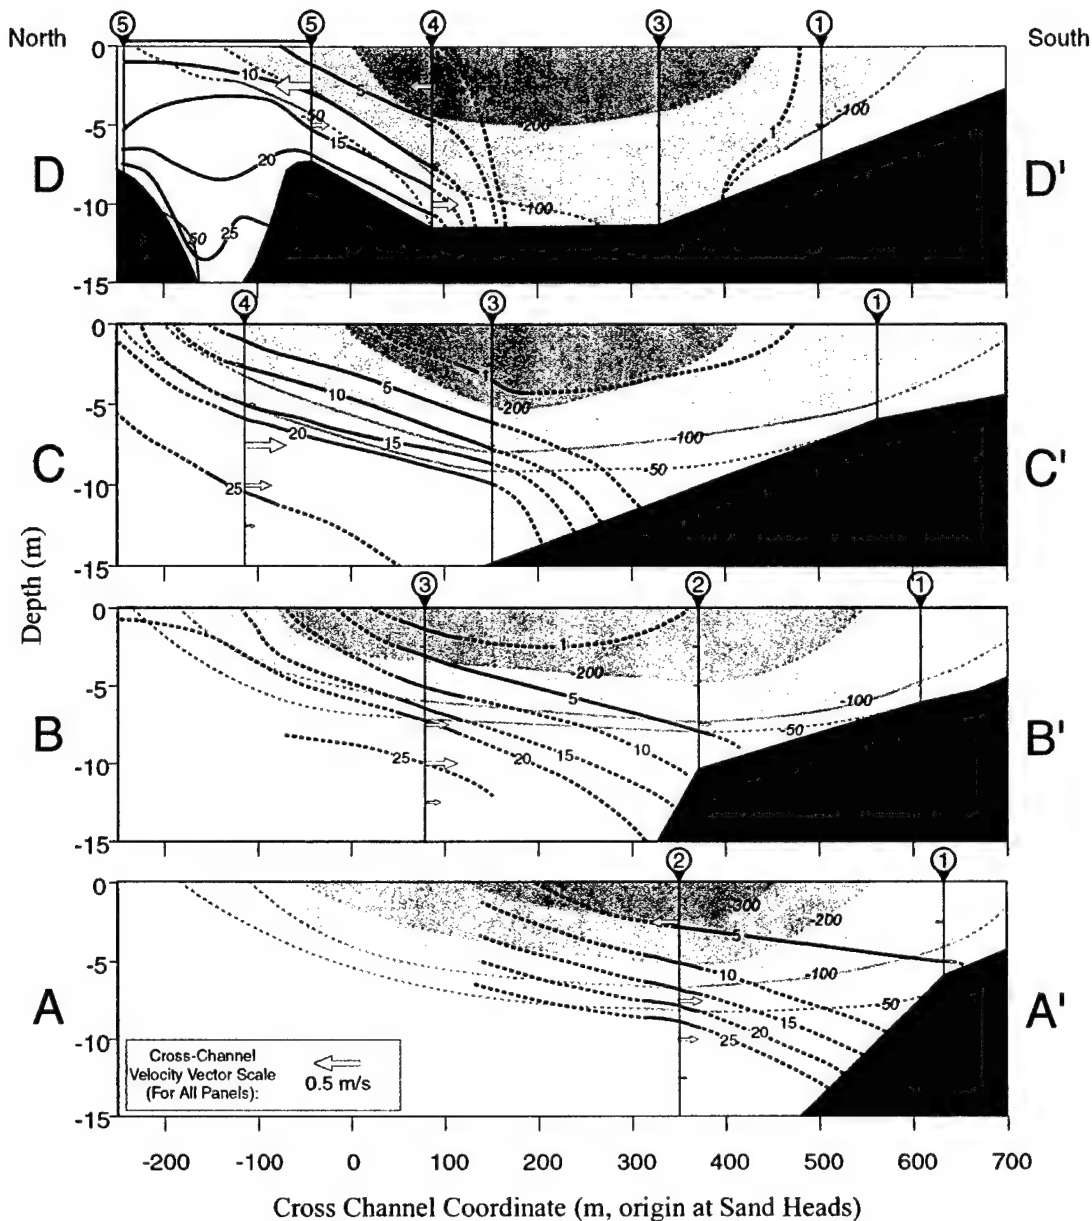 North
South
5 5 4 3 1
0
-5
-10
-15
D
D'
5
10
15
20
25
-50
50
-100
-200
-100
1
4 3 1
0
-5
-10
-15
C
C'
1
5
10
15
20
25
-200
-100
-50
3 2 1
0
-5
-10
-15
B
B'
1
5
10
15
20
25
-200
-100
-50
2 1
0
-5
-10
-15
A
A'
5
10
15
20
25
-300
-200
-100
-50
Cross-Channel
Velocity Vector Scale
(For All Panels):
0.5 m/s
Depth (m)
-200 -100 0 100 200 300 400 500 600 700
Cross Channel Coordinate (m, origin at Sand Heads)